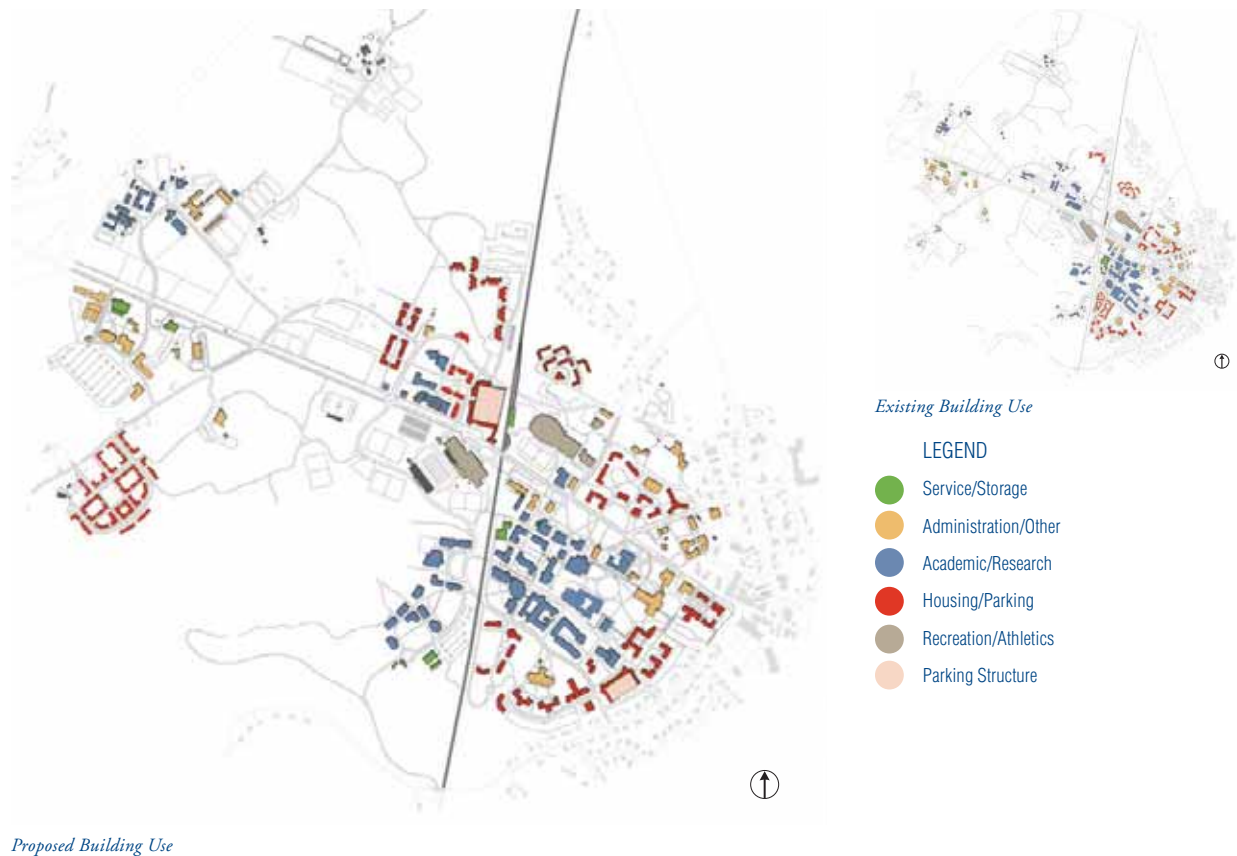 Existing Building Use
LEGEND
Service/Storage
Administration/Other
Academic/Research
Housing/Parking
Recreation/Athletics
Parking Structure
Proposed Building Use